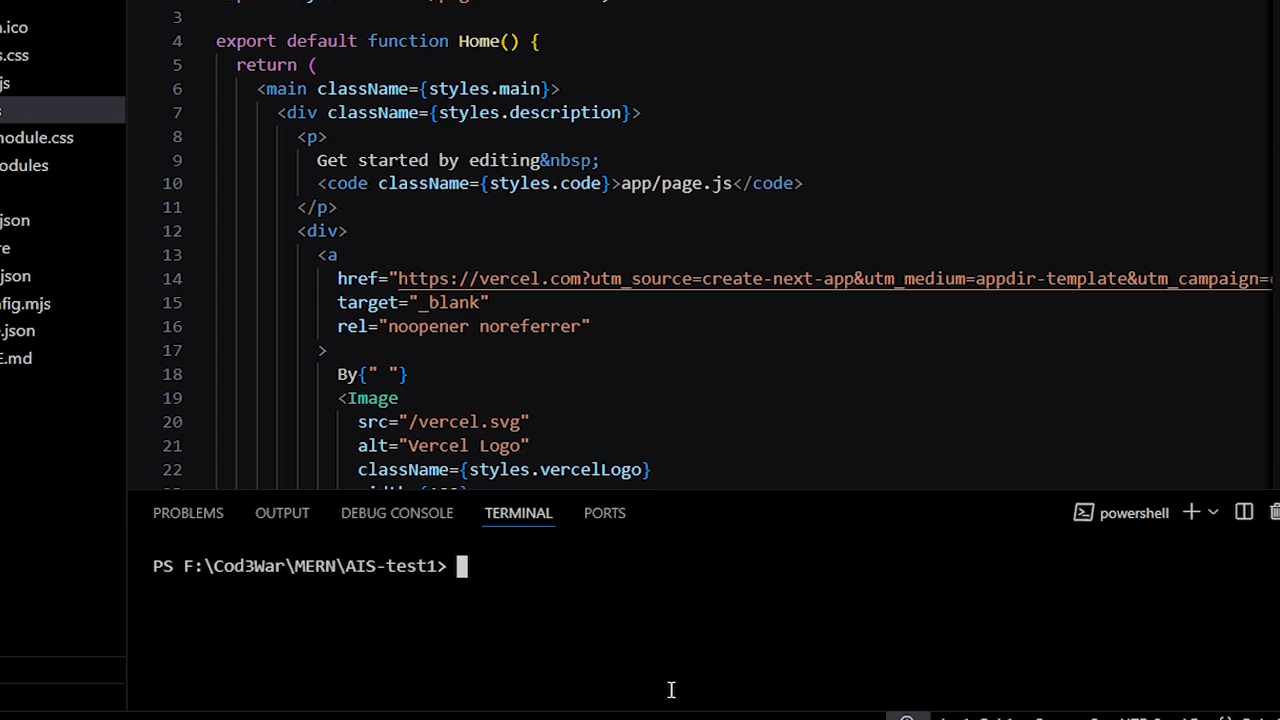 .ico
s.css
js
module.css
odules
json
re
json
fig.mjs
e.json
E.md
3
4 export default function Home() {
5 return (
6 <main className={styles.main}>
7 <div className={styles.description}>
8 <p>
9 Get started by editing&nbsp;
10 <code className={styles.code}>app/page.js</code>
11 </p>
12 <div>
13 <a
14 href="https://vercel.com?utm_source=create-next-app&utm_medium=appdir-template&utm_campaign=
15 target="_blank"
16 rel="noopener noreferrer"
17 >
18 By{" "}
19 <Image
20 src="/vercel.svg"
21 alt="Vercel Logo"
22 className={styles.vercelLogo}
PROBLEMS OUTPUT DEBUG CONSOLE TERMINAL PORTS powershell
PS F:\Cod3War\MERN\AIS-test1>